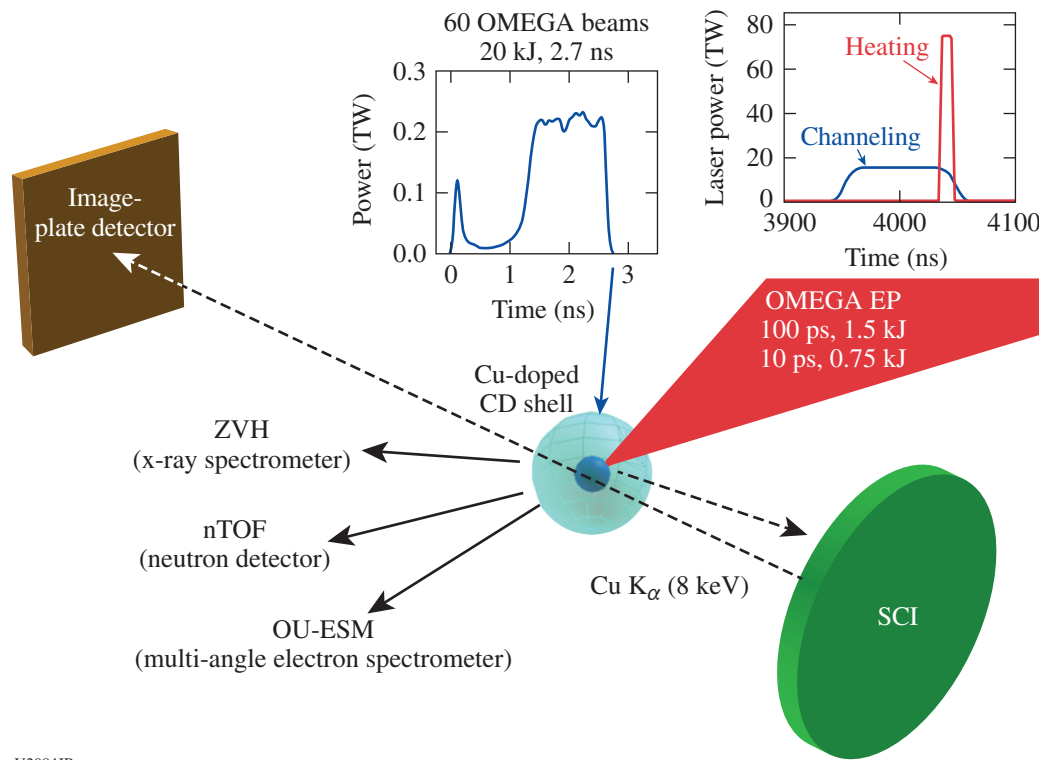 60 OMEGA beams
20 kJ, 2.7 ns
Power (TW)
0.3
0.2
0.1
0.0
0 1 2 3
Time (ns)
Laser power (TW)
80
60
40
20
0
Heating
Channeling
3900 4000 4100
Time (ns)
Image-
plate detector
OMEGA EP
100 ps, 1.5 kJ
10 ps, 0.75 kJ
Cu-doped
CD shell
ZVH
(x-ray spectrometer)
nTOF
(neutron detector)
OU-ESM
(multi-angle electron spectrometer)
Cu Kα (8 keV)
SCI